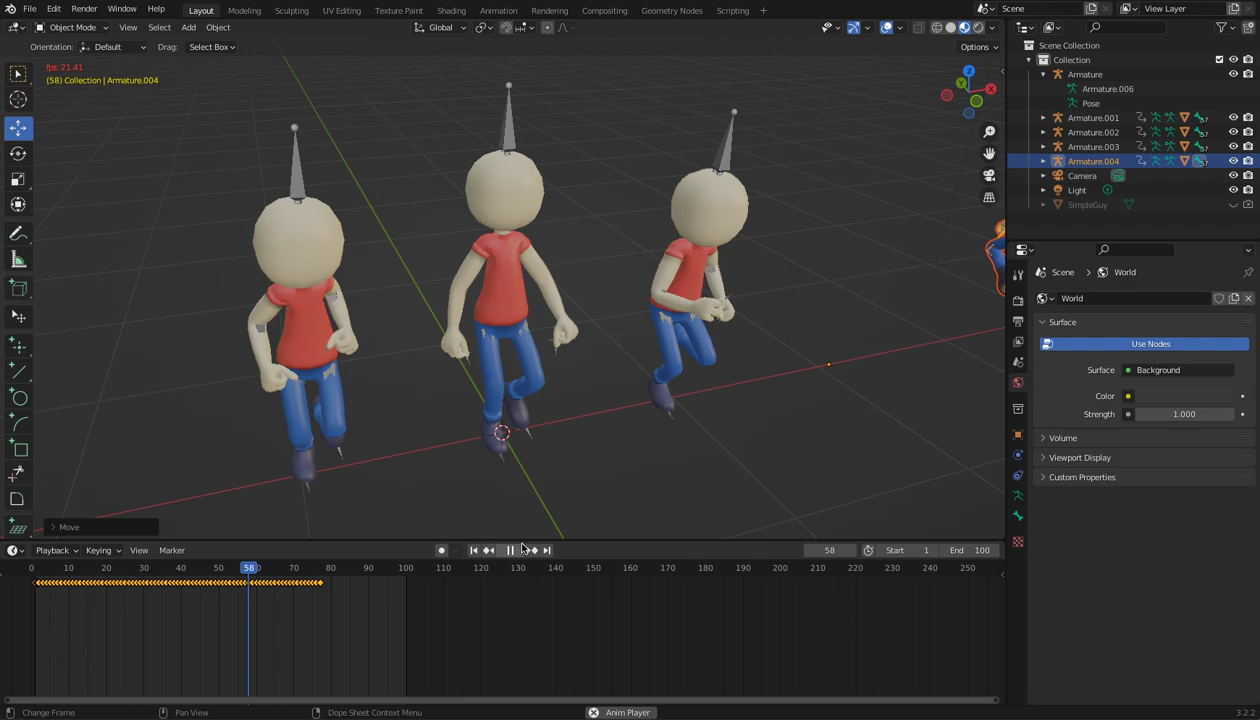 File Edit Render Window Help Layout Modeling Sculpting UV Editing Texture Paint Shading Animation Rendering Compositing Geometry Nodes Scripting + Scene View Layer
Object Mode View Select Add Object Global
Orientation: Default Drag: Select Box Options
fps: 21.41
(58) Collection | Armature.004
Z
Y
X
Move
Scene Collection
Collection
Armature
Armature.006
Pose
Armature.001 57
Armature.002 57
Armature.003 57
Armature.004 57
Camera
Light
SimpleGuy
Scene > World
World
Surface
Use Nodes
Surface Background
Color
Strength 1.000
Volume
Viewport Display
Custom Properties
Playback Keying View Marker 58 Start 1 End 100
0 10 20 30 40 50 58 70 80 90 100 110 120 130 140 150 160 170 180 190 200 210 220 230 240 250
Change Frame Pan View Dope Sheet Context Menu Anim Player 3.2.2